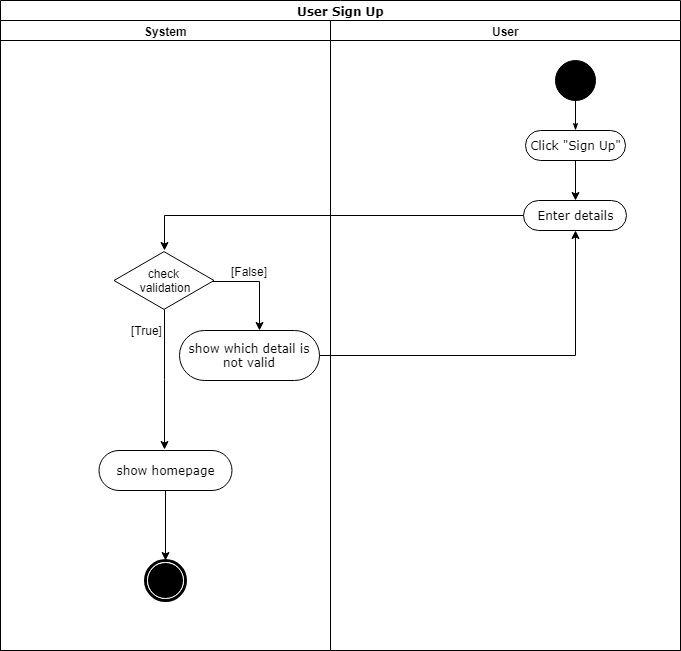 User Sign Up
System
User
Click "Sign Up"
Enter details
check
validation
[False]
[True]
show which detail is
not valid
show homepage